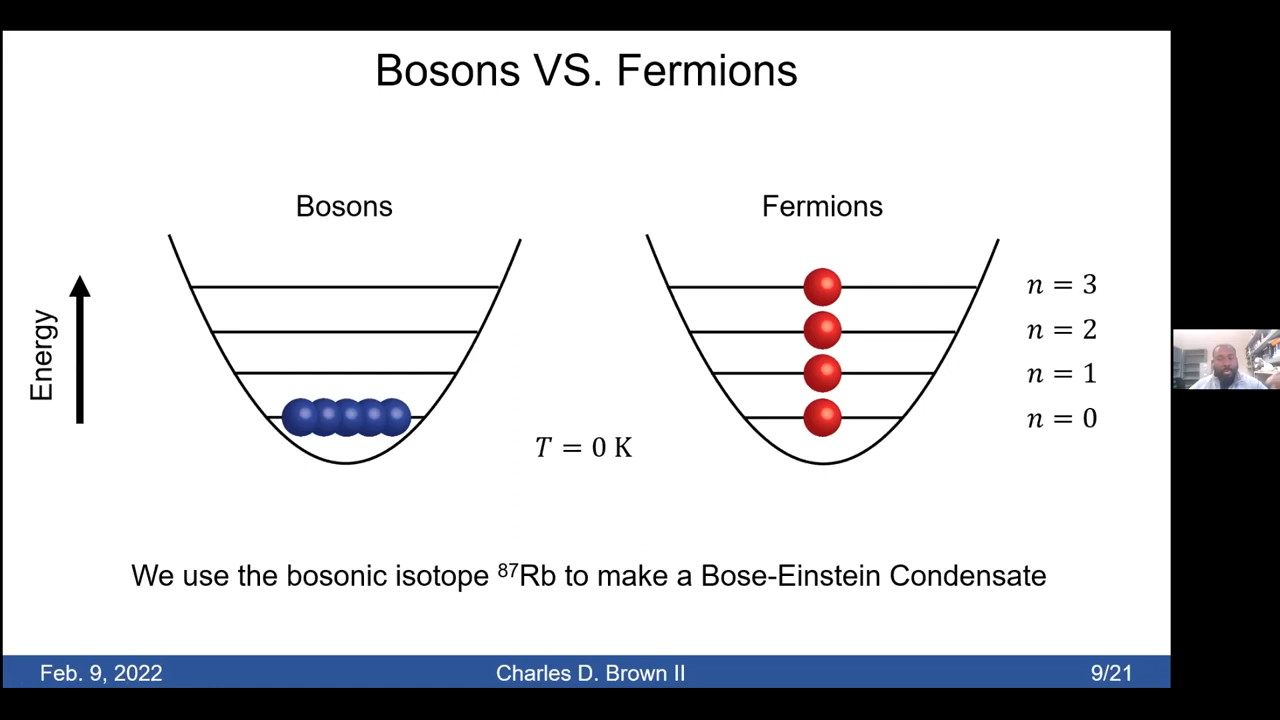 Bosons VS. Fermions
Bosons
Fermions
Energy
n = 3
n = 2
n = 1
n = 0
T = 0 K
We use the bosonic isotope ⁸⁷Rb to make a Bose-Einstein Condensate
Feb. 9, 2022
Charles D. Brown II
9/21